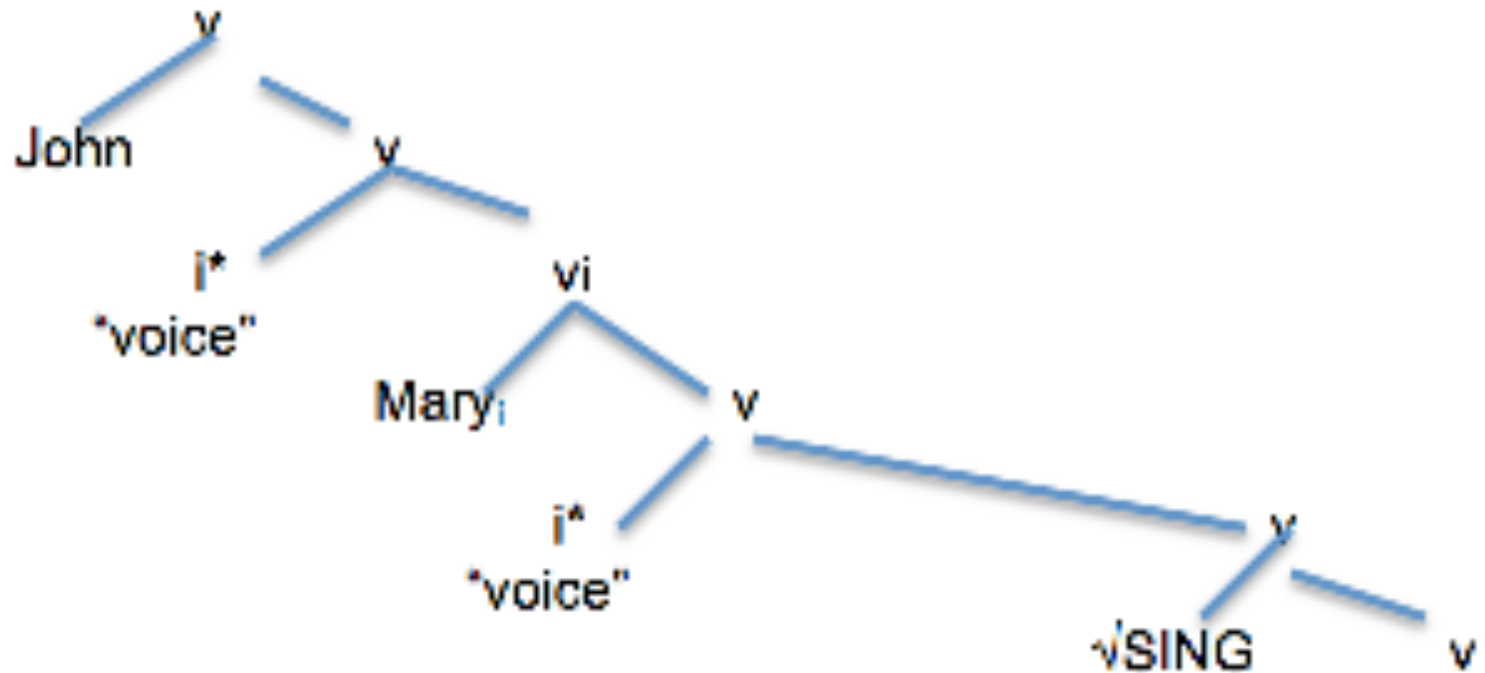 v
John
v
i*
"voice"
vi
Maryᵢ
v
i*
"voice"
v
√SING
v